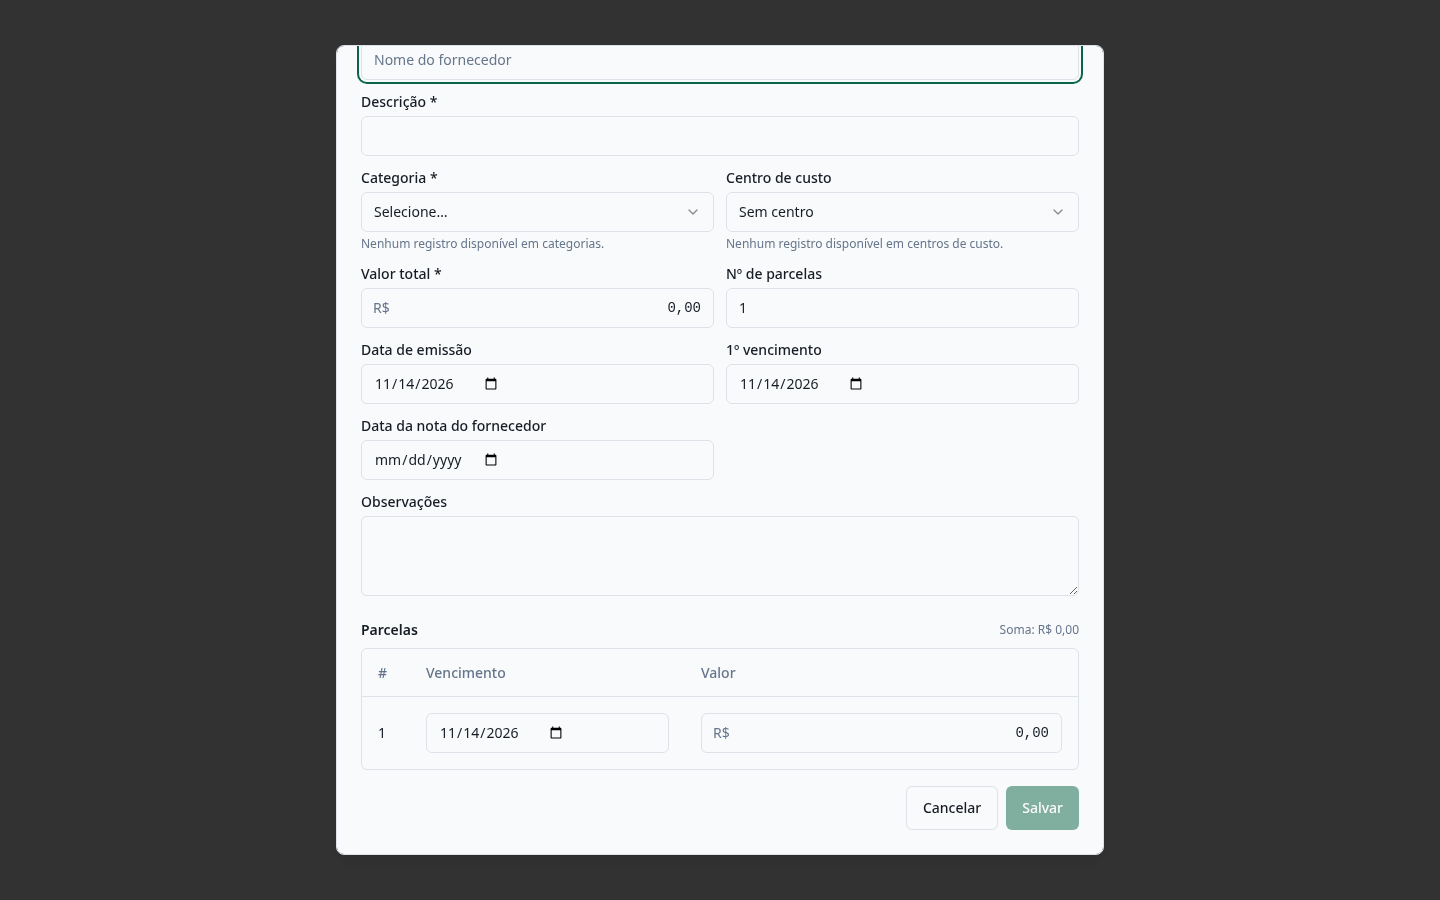 Nome do fornecedor
Descrição *
Categoria *
Centro de custo
Selecione...
Sem centro
Nenhum registro disponível em categorias.
Nenhum registro disponível em centros de custo.
Valor total *
Nº de parcelas
R$ 0,00
1
Data de emissão
1º vencimento
11/14/2026
11/14/2026
Data da nota do fornecedor
mm/dd/yyyy
Observações
Parcelas
Soma: R$ 0,00
# Vencimento Valor
1 11/14/2026 R$ 0,00
Cancelar
Salvar